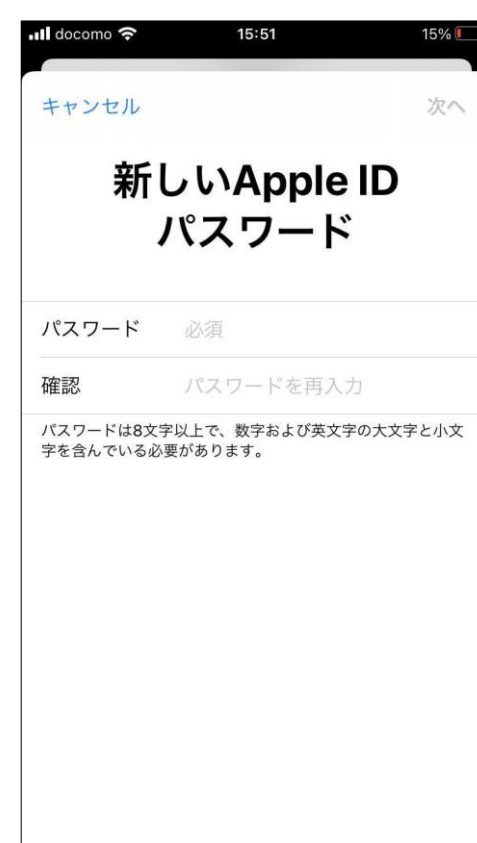 docomo 15:51 15%
キャンセル 次へ
新しいApple ID
パスワード
パスワード 必須
確認 パスワードを再入力
パスワードは8文字以上で、数字および英文字の大文字と小文
字を含んでいる必要があります。